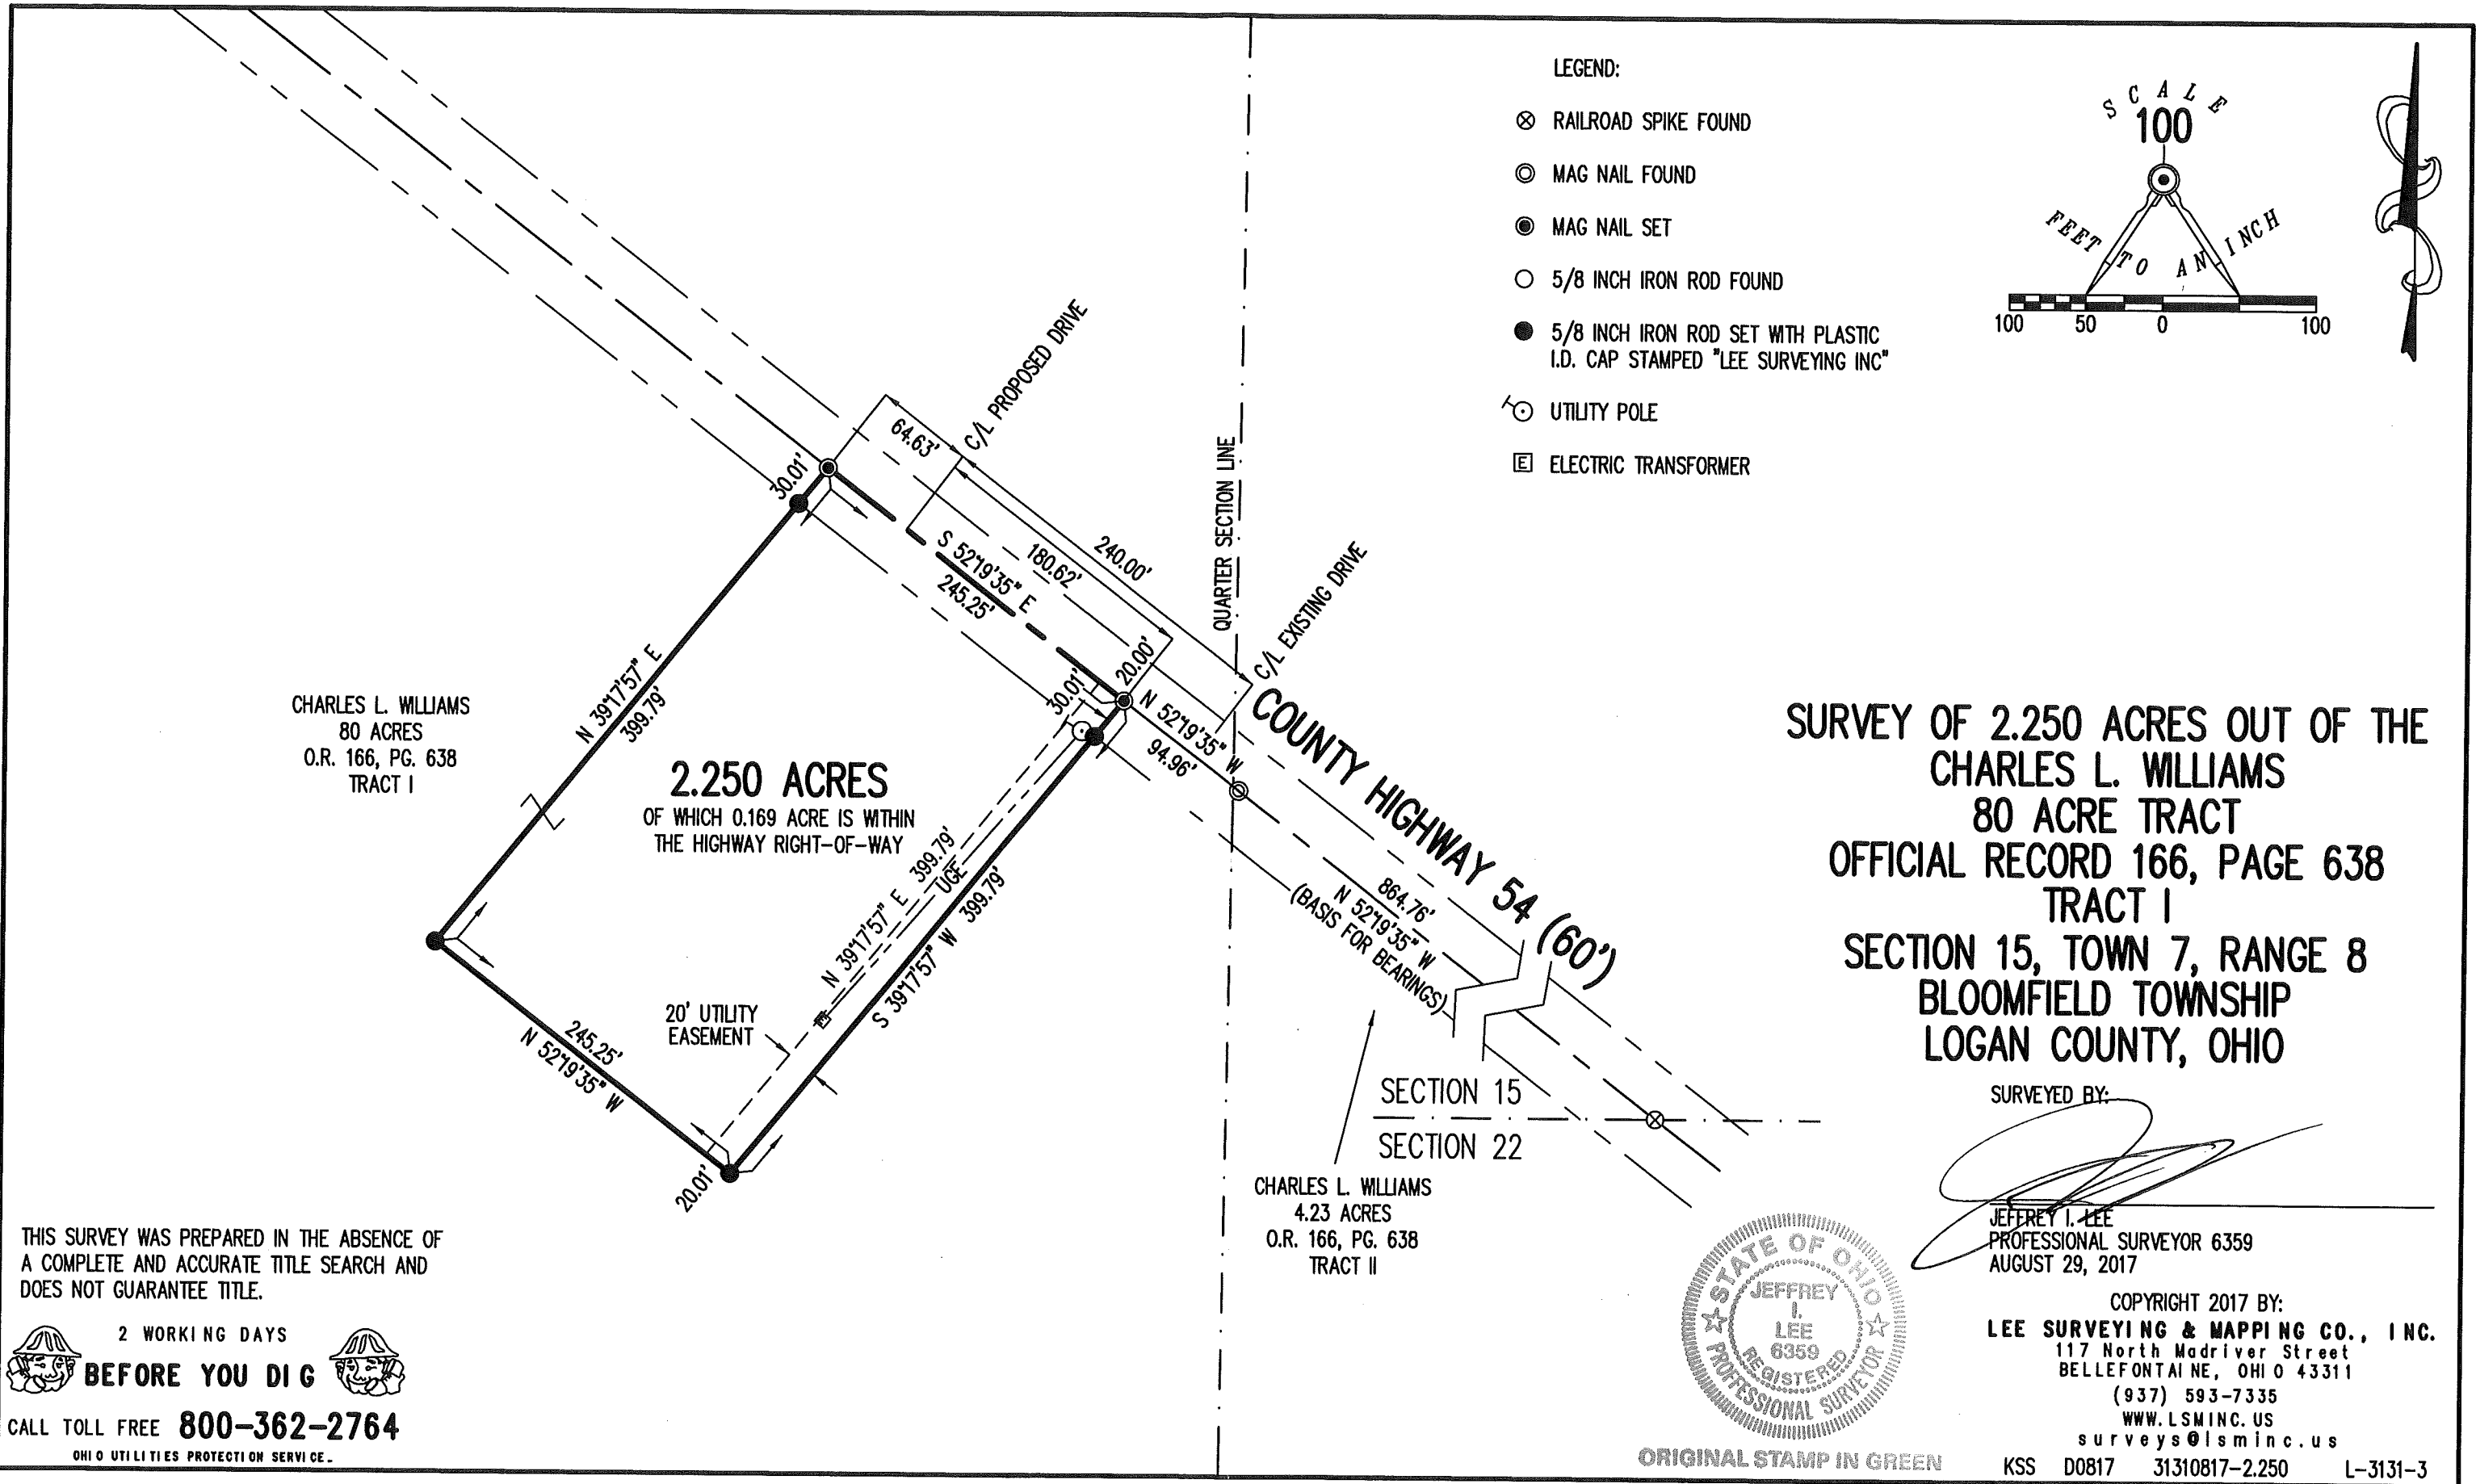 LEGEND:
RAILROAD SPIKE FOUND
MAG NAIL FOUND
MAG NAIL SET
5/8 INCH IRON ROD FOUND
5/8 INCH IRON ROD SET WITH PLASTIC
I.D. CAP STAMPED "LEE SURVEYING INC"
UTILITY POLE
E ELECTRIC TRANSFORMER
SCALE
100
FEET TO AN INCH
100 50 0 100
C/L PROPOSED DRIVE
64.63'
30.01'
S 52°19'35" E
245.25'
180.62'
240.00'
QUARTER SECTION LINE
C/L EXISTING DRIVE
20.00'
30.01'
N 52°19'35" W
94.96'
COUNTY HIGHWAY 54 (60')
864.76'
N 52°19'35" W
(BASIS FOR BEARINGS)
N 39°17'57" E
399.79'
CHARLES L. WILLIAMS
80 ACRES
O.R. 166, PG. 638
TRACT I
2.250 ACRES
OF WHICH 0.169 ACRE IS WITHIN
THE HIGHWAY RIGHT-OF-WAY
N 39°17'57" E 399.79'
UGE
S 39°17'57" W 399.79'
20' UTILITY
EASEMENT
E
245.25'
N 52°19'35" W
20.01'
SECTION 15
SECTION 22
CHARLES L. WILLIAMS
4.23 ACRES
O.R. 166, PG. 638
TRACT II
SURVEY OF 2.250 ACRES OUT OF THE
CHARLES L. WILLIAMS
80 ACRE TRACT
OFFICIAL RECORD 166, PAGE 638
TRACT I
SECTION 15, TOWN 7, RANGE 8
BLOOMFIELD TOWNSHIP
LOGAN COUNTY, OHIO
SURVEYED BY:
JEFFREY I. LEE
PROFESSIONAL SURVEYOR 6359
AUGUST 29, 2017
COPYRIGHT 2017 BY:
LEE SURVEYING & MAPPING CO., INC.
117 North Madriver Street
BELLEFONTAINE, OHIO 43311
(937) 593-7335
WWW.LSMINC.US
surveys@lsminc.us
KSS D0817 31310817-2.250 L-3131-3
STATE OF OHIO
JEFFREY
I.
LEE
6359
REGISTERED
PROFESSIONAL SURVEYOR
ORIGINAL STAMP IN GREEN
THIS SURVEY WAS PREPARED IN THE ABSENCE OF
A COMPLETE AND ACCURATE TITLE SEARCH AND
DOES NOT GUARANTEE TITLE.
2 WORKING DAYS
BEFORE YOU DIG
CALL TOLL FREE 800-362-2764
OHIO UTILITIES PROTECTION SERVICE.